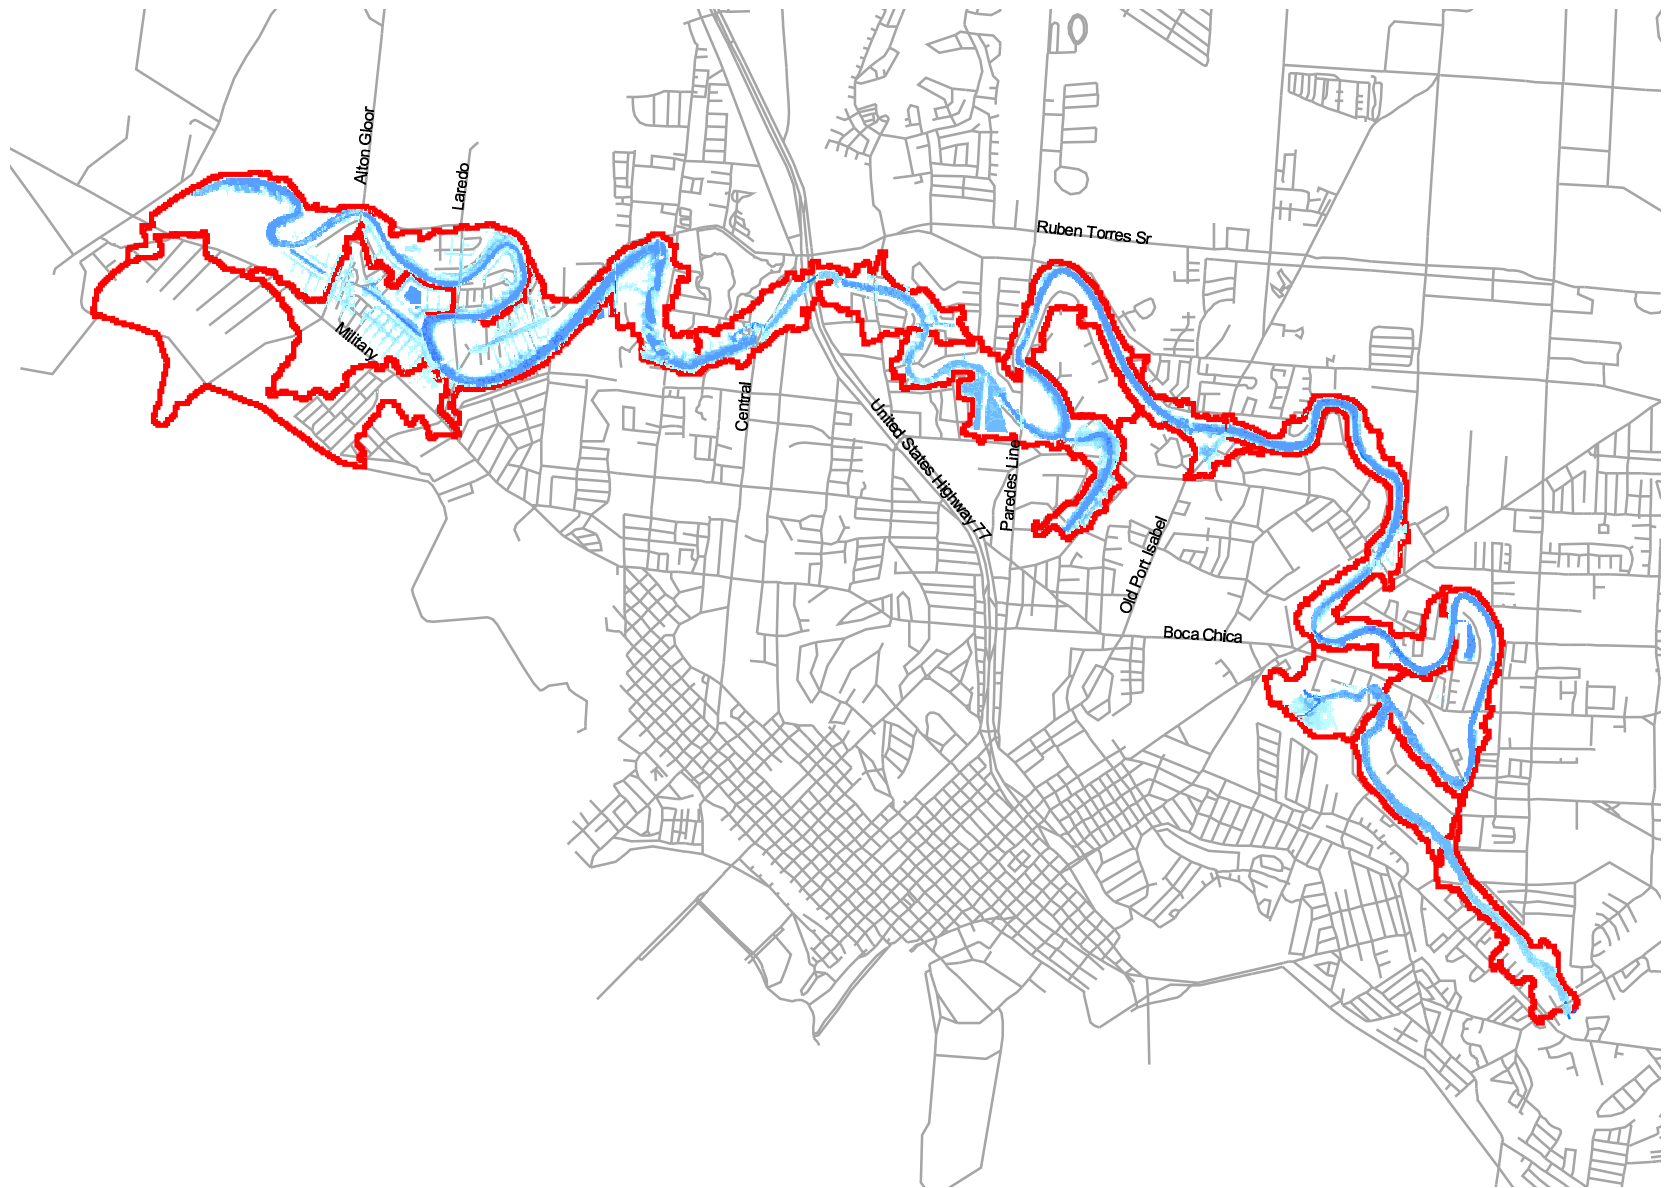 Alton Gloor
Laredo
Ruben Torres Sr
Military
Central
United States Highway 77
Paredes Line
Old Port Isabel
Boca Chica